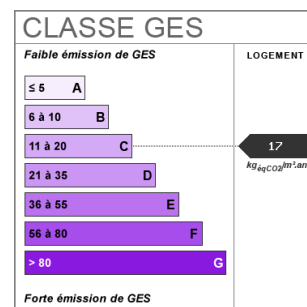 CLASSE GES
Faible émission de GES
LOGEMENT
≤ 5 A
6 à 10 B
11 à 20 C
17
kgéqCO2/m².an
21 à 35 D
36 à 55 E
56 à 80 F
> 80 G
Forte émission de GES